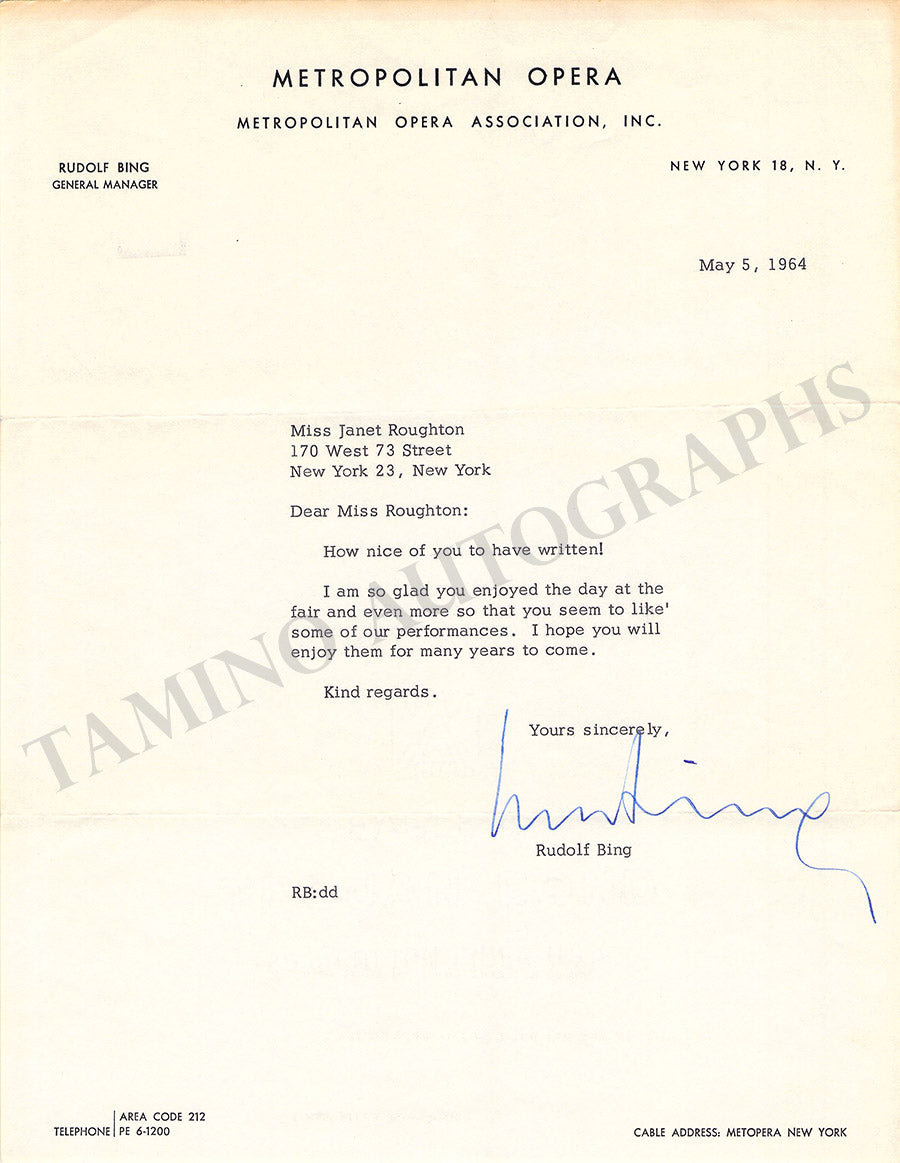 METROPOLITAN OPERA
METROPOLITAN OPERA ASSOCIATION, INC.
RUDOLF BING
GENERAL MANAGER
NEW YORK 18, N. Y.
May 5, 1964
Miss Janet Roughton
170 West 73 Street
New York 23, New York
Dear Miss Roughton:
How nice of you to have written!
I am so glad you enjoyed the day at the
fair and even more so that you seem to like'
some of our performances. I hope you will
enjoy them for many years to come.
Kind regards.
Yours sincerely,
Rudolf Bing
RB:dd
TAMINO AUTOGRAPHS
TELEPHONE
AREA CODE 212
PE 6-1200
CABLE ADDRESS: METOPERA NEW YORK